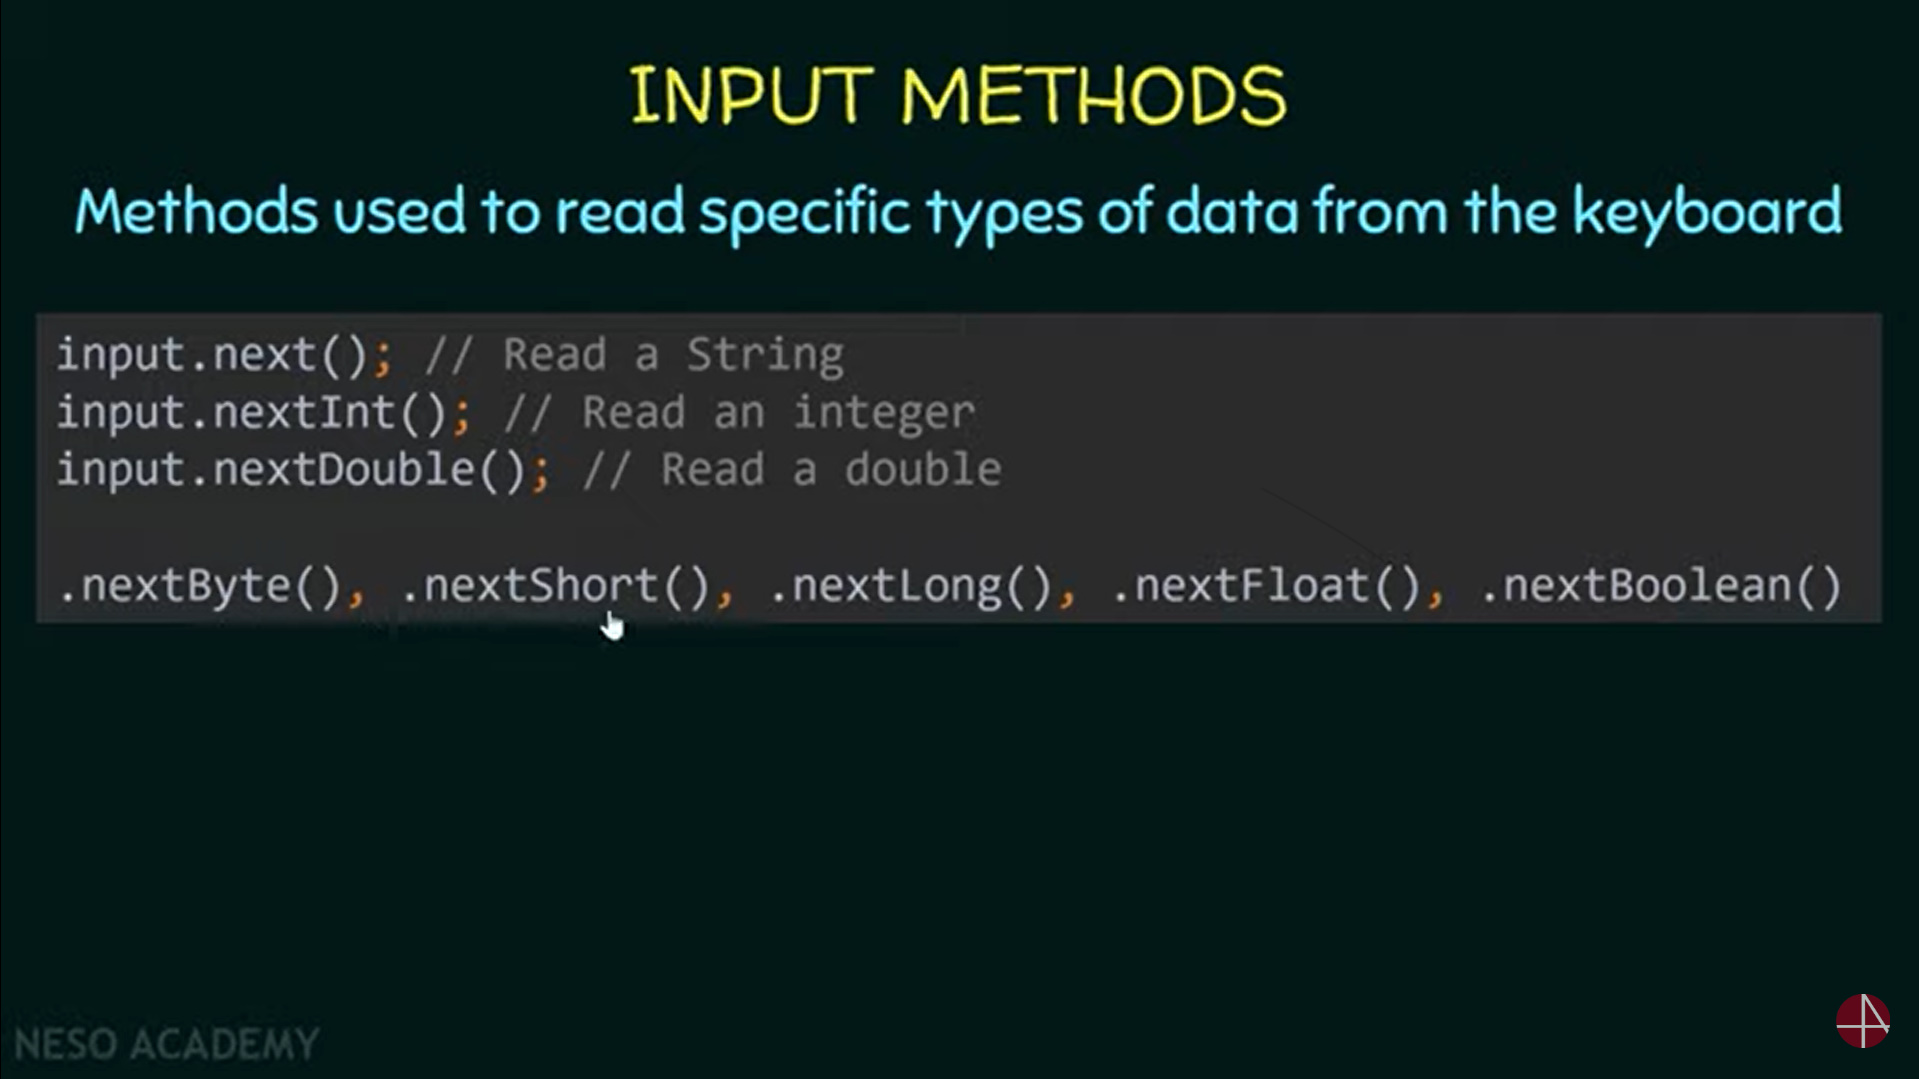 INPUT METHODS
Methods used to read specific types of data from the keyboard
input.next(); // Read a String
input.nextInt(); // Read an integer
input.nextDouble(); // Read a double
.nextByte(), .nextShort(), .nextLong(), .nextFloat(), .nextBoolean()
NESO ACADEMY